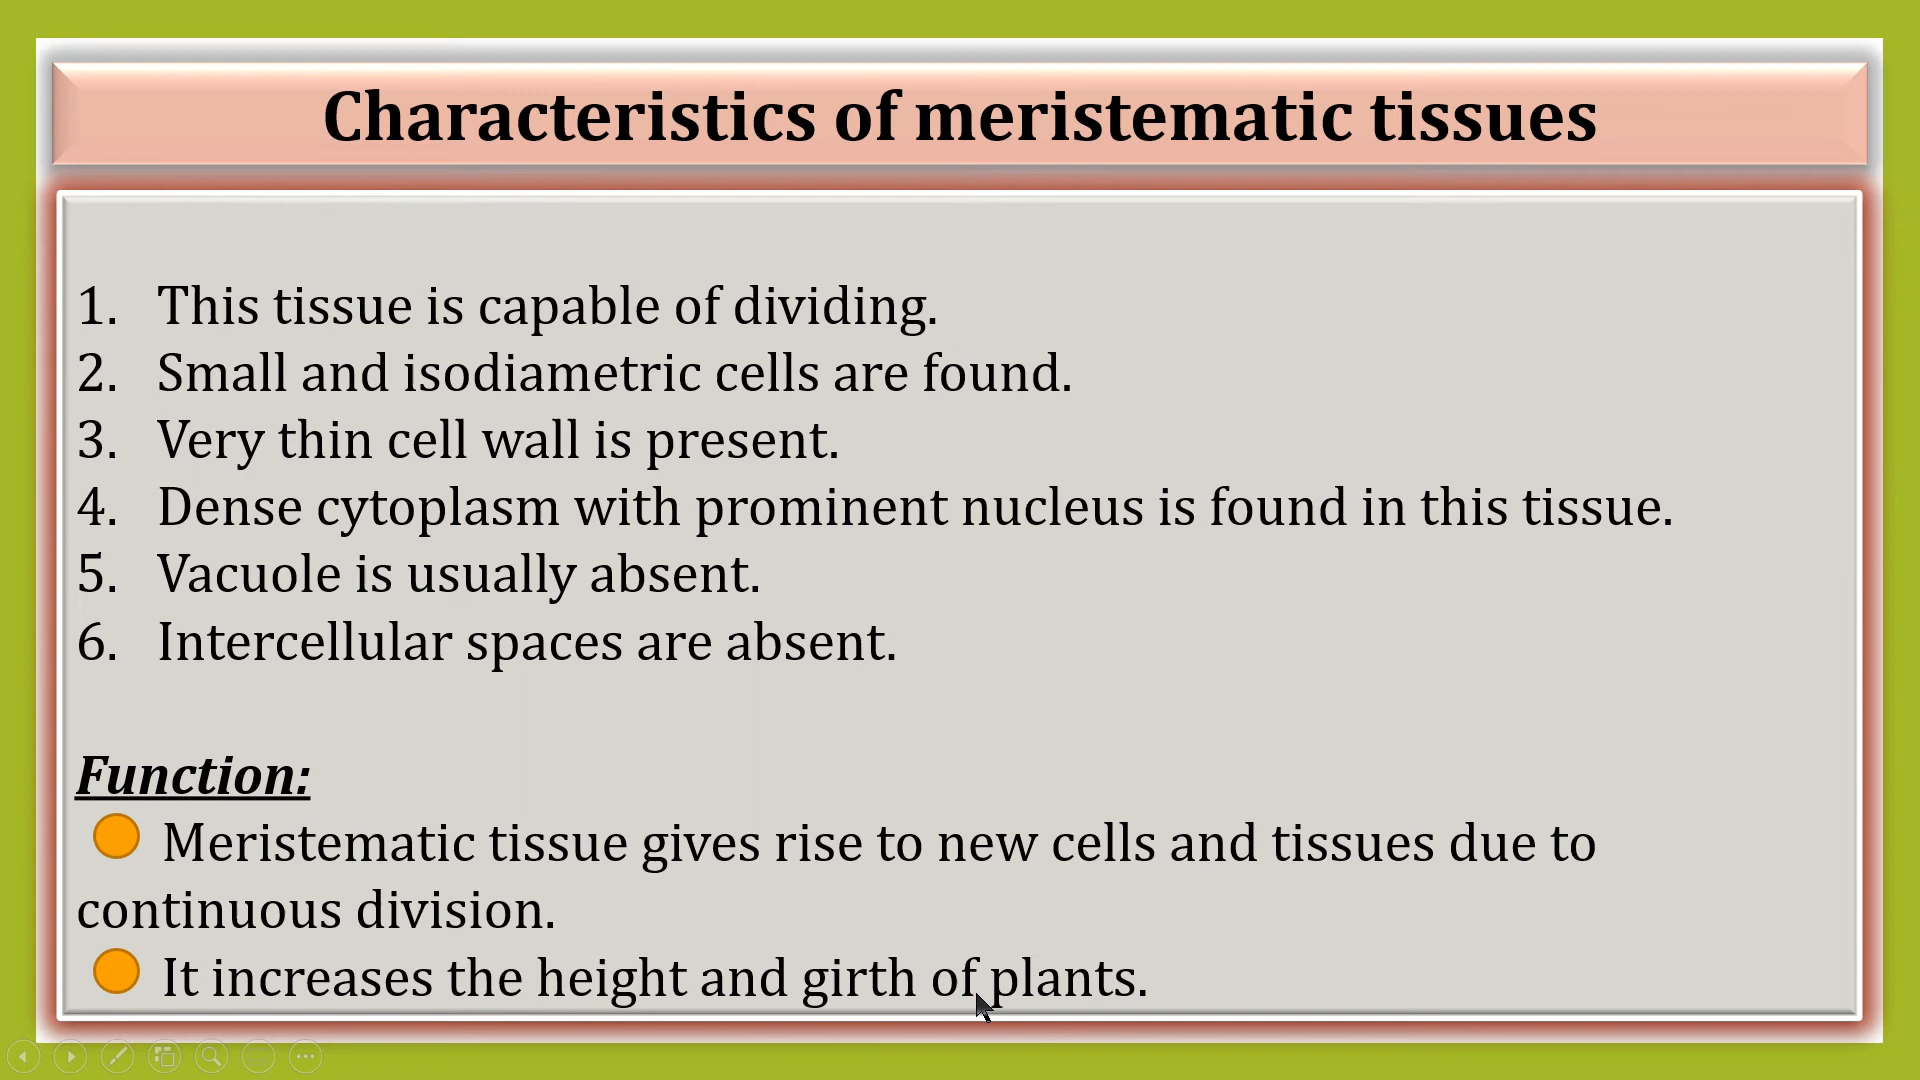 Characteristics of meristematic tissues
1. This tissue is capable of dividing.
2. Small and isodiametric cells are found.
3. Very thin cell wall is present.
4. Dense cytoplasm with prominent nucleus is found in this tissue.
5. Vacuole is usually absent.
6. Intercellular spaces are absent.
Function:
Meristematic tissue gives rise to new cells and tissues due to
continuous division.
It increases the height and girth of plants.